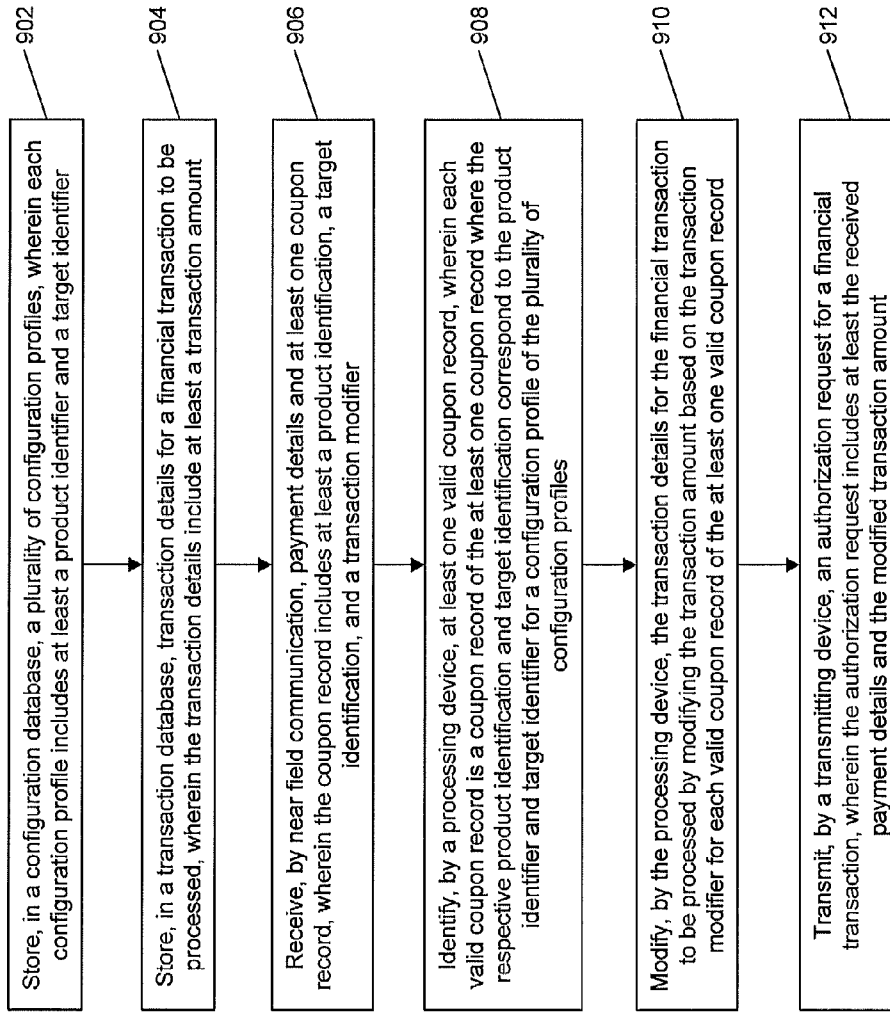 Store, in a configuration database, a plurality of configuration profiles, wherein each
configuration profile includes at least a product identifier and a target identifier
902
Store, in a transaction database, transaction details for a financial transaction to be
processed, wherein the transaction details include at least a transaction amount
904
Receive, by near field communication, payment details and at least one coupon
record, wherein the coupon record includes at least a product identification, a target
identification, and a transaction modifier
906
Identify, by a processing device, at least one valid coupon record, wherein each
valid coupon record is a coupon record of the at least one coupon record where the
respective product identification and target identification correspond to the product
identifier and target identifier for a configuration profile of the plurality of
configuration profiles
908
Modify, by the processing device, the transaction details for the financial transaction
to be processed by modifying the transaction amount based on the transaction
modifier for each valid coupon record of the at least one valid coupon record
910
Transmit, by a transmitting device, an authorization request for a financial
transaction, wherein the authorization request includes at least the received
payment details and the modified transaction amount
912